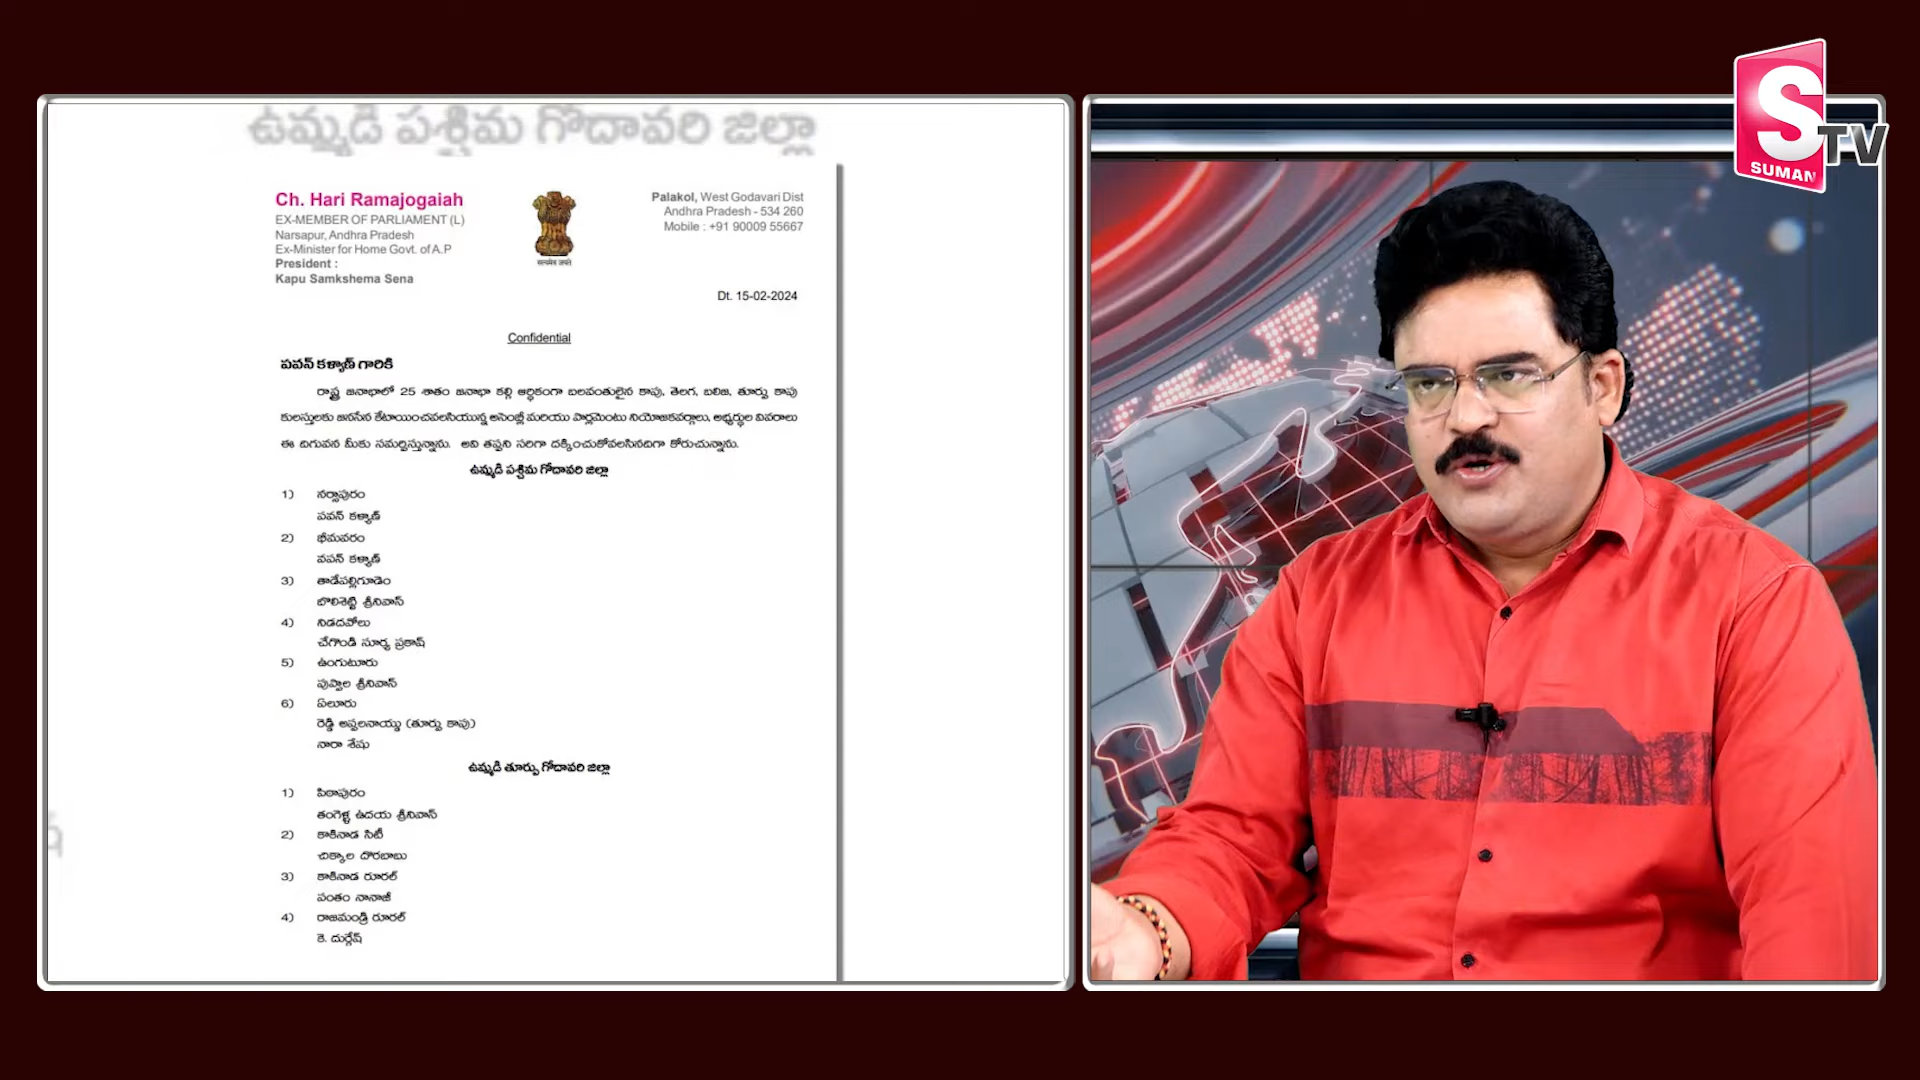 ఉమ్మడి పశ్చిమ గోదావరి జిల్లా
Ch. Hari Ramajogaiah
EX-MEMBER OF PARLIAMENT (L)
Narsapur, Andhra Pradesh
Ex-Minister for Home Govt. of A.P
President :
Kapu Samkshema Sena
सत्यमेव जयते
Palakol, West Godavari Dist
Andhra Pradesh - 534 260
Mobile : +91 90009 55667
Dt. 15-02-2024
Confidential
పవన్ కళ్యాణ్ గారికి
రాష్ట్ర జనాభాలో 25 శాతం జనాభా కల్గి ఆర్ధికంగా బలవంతులైన కాపు, తెలగ, బలిజ, తూర్పు కాపు
కులస్తులకు జనసేన కేటాయించవలసియున్న అసెంబ్లీ మరియు పార్లమెంటు నియోజకవర్గాలు, అభ్యర్ధుల వివరాలు
ఈ దిగువన మీకు సమర్పిస్తున్నాను. అవి తప్పని సరిగా దక్కించుకోవలసినదిగా కోరుచున్నాను.
ఉమ్మడి పశ్చిమ గోదావరి జిల్లా
1) నర్సాపురం
పవన్ కళ్యాణ్
2) భీమవరం
పవన్ కళ్యాణ్
3) తాడేపల్లిగూడెం
బొలిశెట్టి శ్రీనివాస్
4) నిడదవోలు
చేగొండి సూర్య ప్రకాష్
5) ఉంగుటూరు
పుప్పాల శ్రీనివాస్
6) ఏలూరు
రెడ్డి అప్పలనాయ్డు (తూర్పు కాపు)
నారా శేషు
ఉమ్మడి తూర్పు గోదావరి జిల్లా
1) పిఠాపురం
తంగెళ్ళ ఉదయ శ్రీనివాస్
2) కాకినాడ సిటీ
చిక్కాల దొరబాబు
3) కాకినాడ రూరల్
పంతం నానాజీ
4) రాజమండ్రి రూరల్
కె. దుర్గేష్
S TV
SUMAN